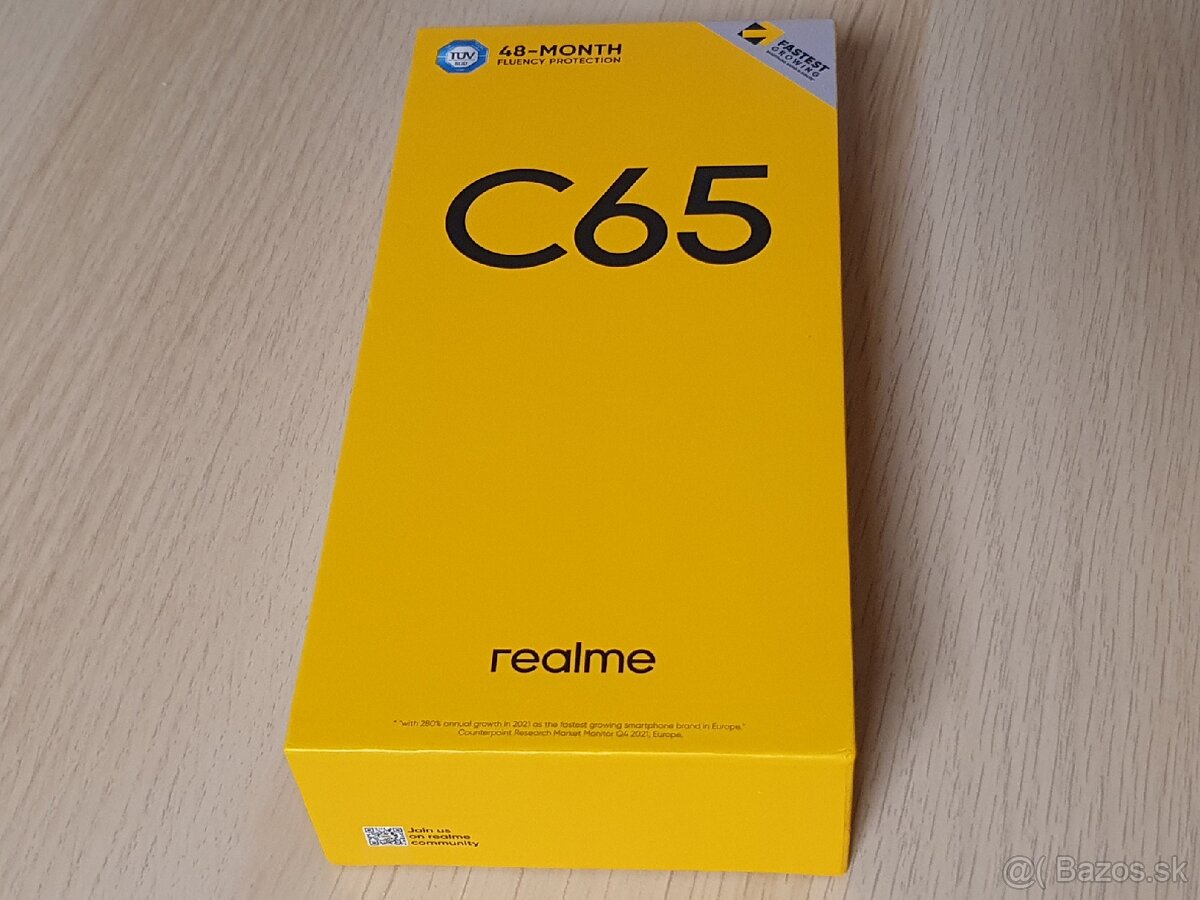 TÜV
SÜD
48-MONTH
FLUENCY PROTECTION
FASTEST
GROWING
C65
realme
* "with 280% annual growth in 2021 as the fastest growing smartphone brand in Europe."
Counterpoint Research Market Monitor Q4 2021, Europe.
Join us
on realme
community
@( Bazos.sk